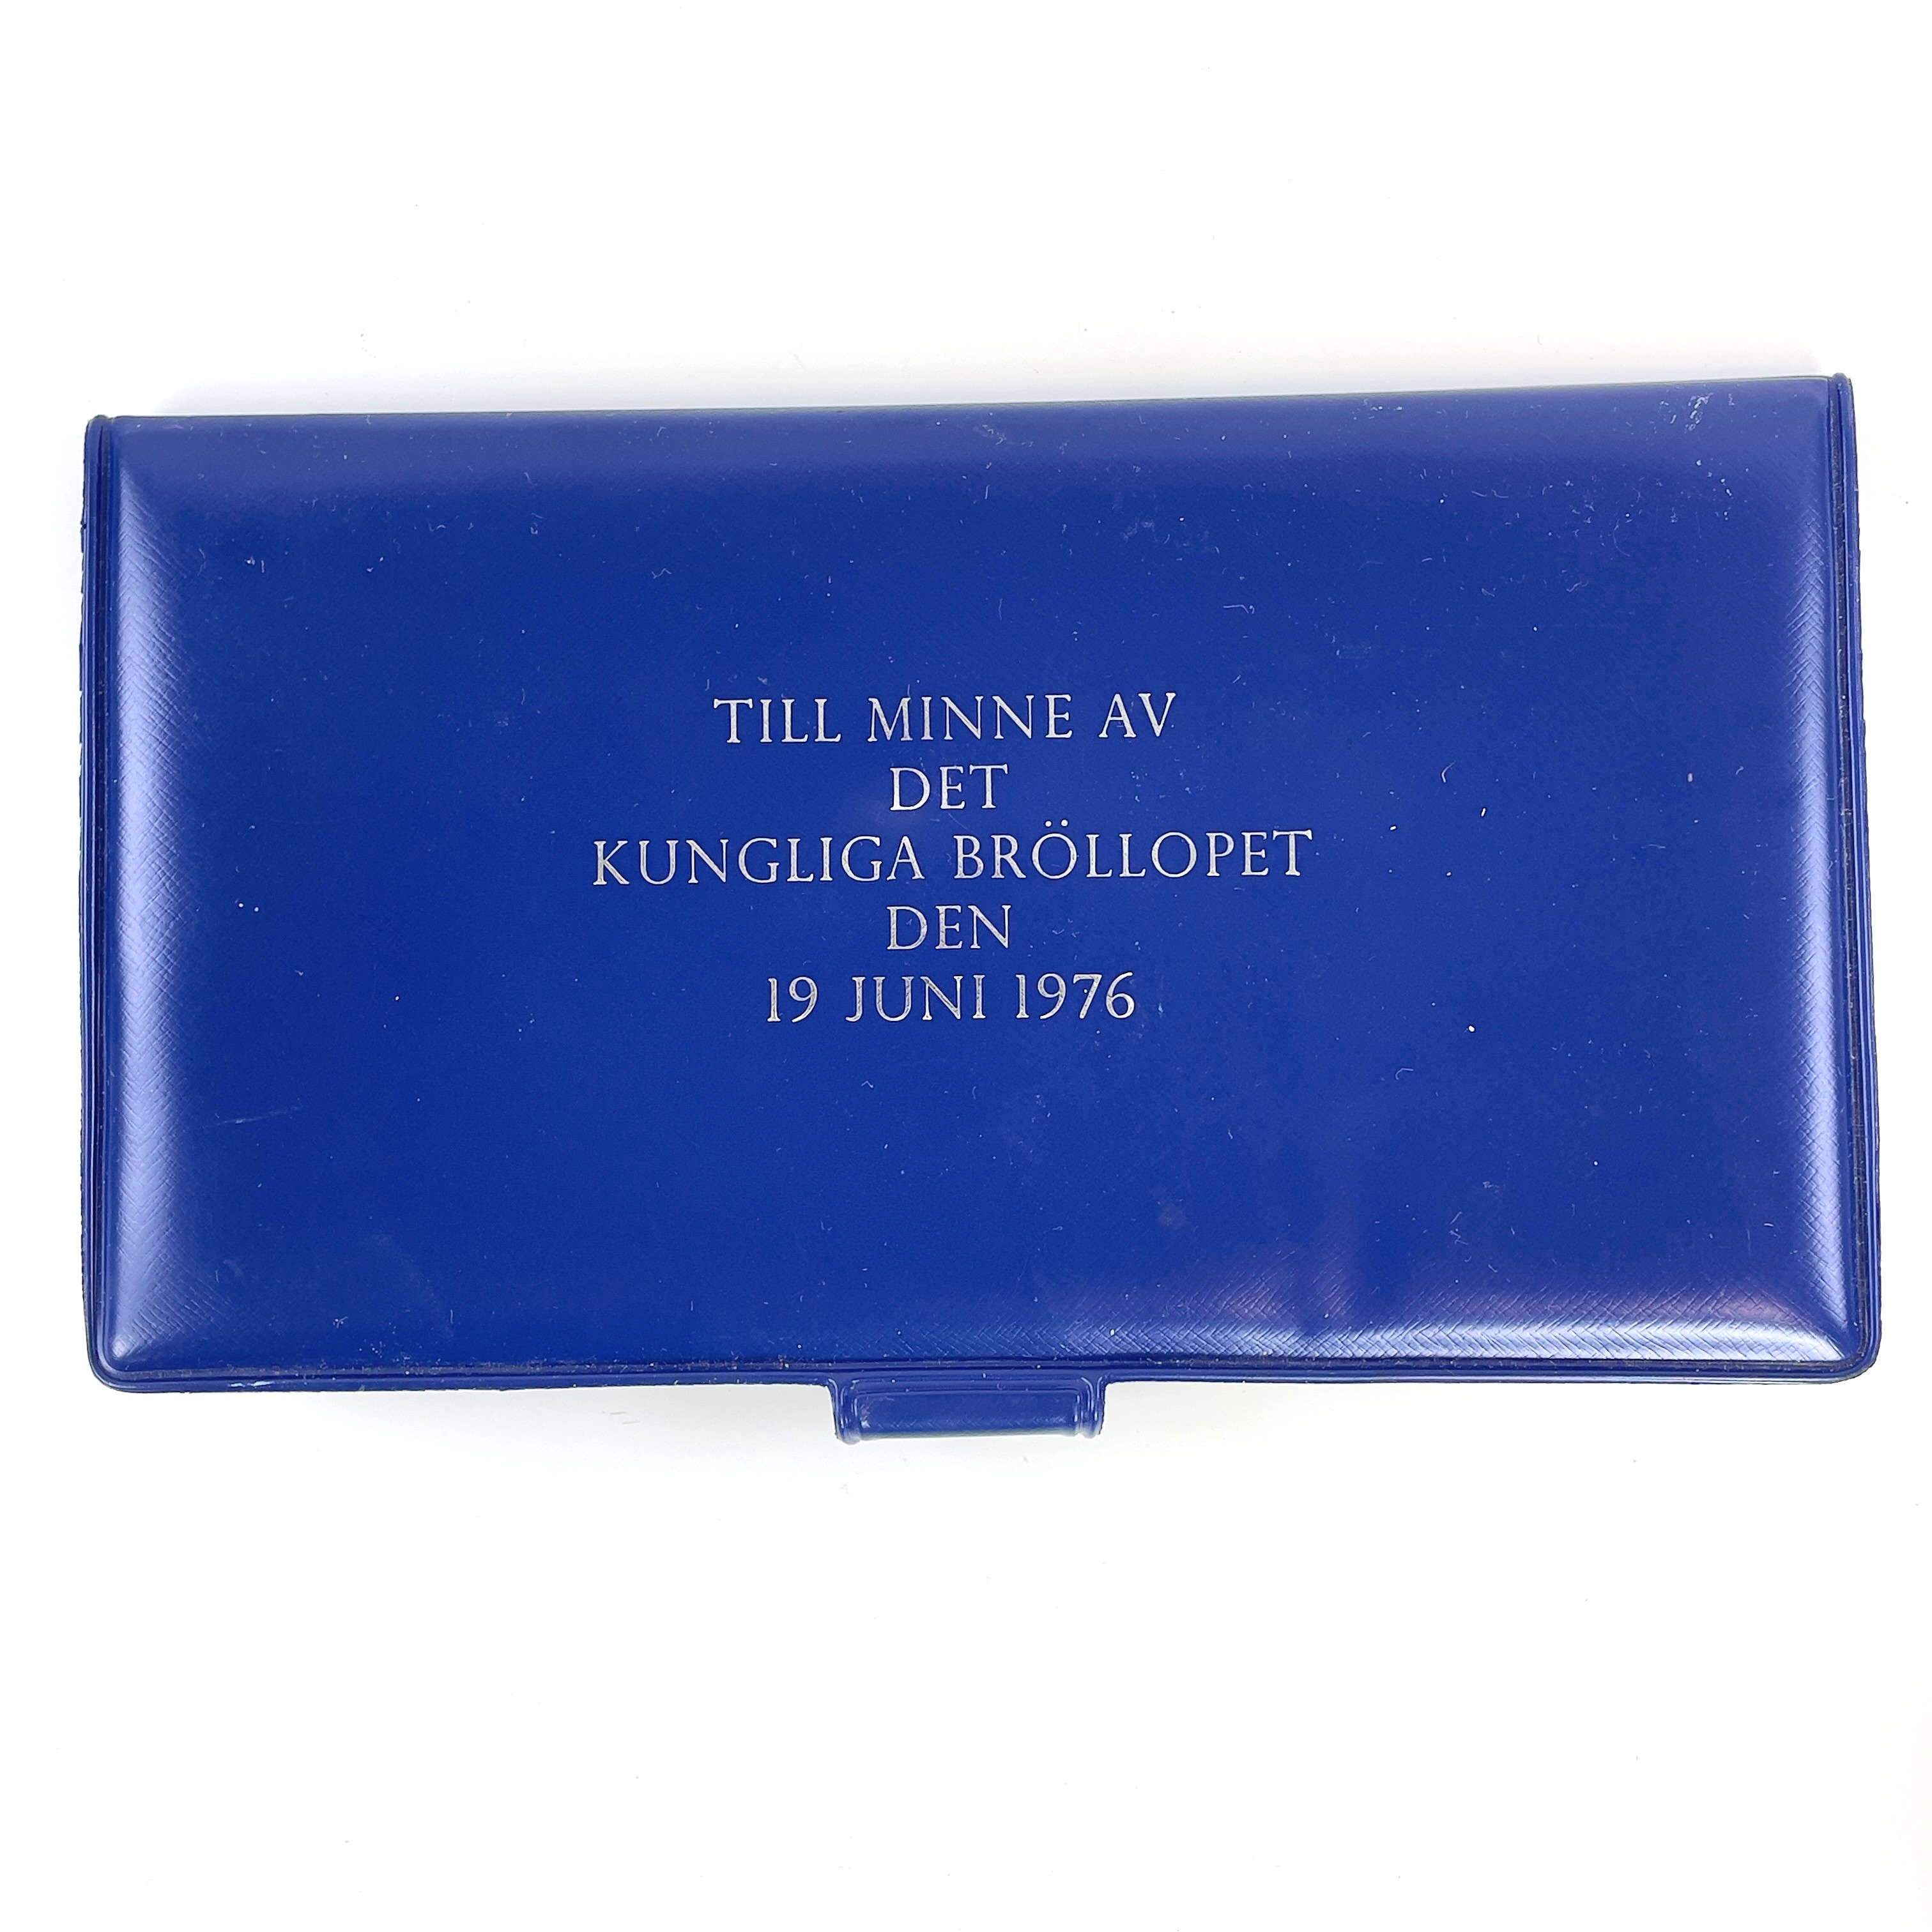 TILL MINNE AV
DET
KUNGLIGA BRÖLLOPET
DEN
19 JUNI 1976